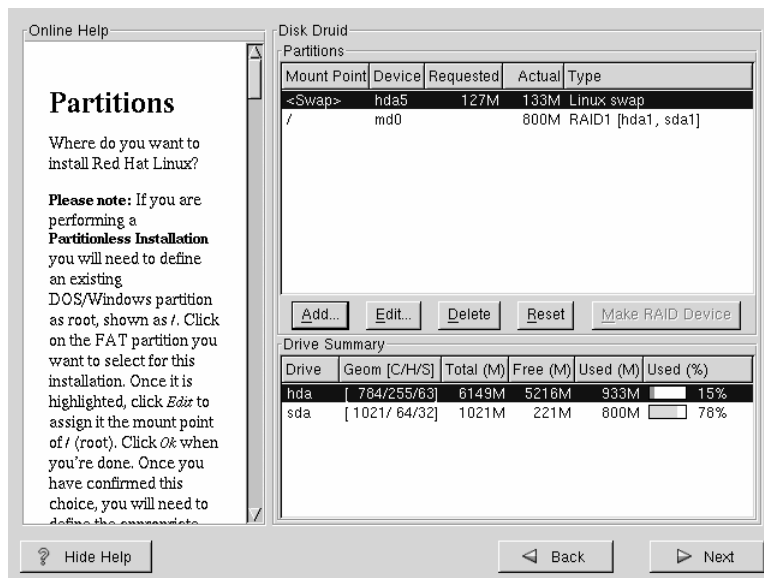 Online Help
Partitions
Where do you want to
install Red Hat Linux?
Please note: If you are
performing a
Partitionless Installation
you will need to define
an existing
DOS/Windows partition
as root, shown as /. Click
on the FAT partition you
want to select for this
installation. Once it is
highlighted, click Edit to
assign it the mount point
of / (root). Click Ok when
you're done. Once you
have confirmed this
choice, you will need to
define the appropriate
Disk Druid
Partitions
Mount Point Device Requested Actual Type
<Swap> hda5 127M 133M Linux swap
/ md0 800M RAID1 [hda1, sda1]
Add... Edit... Delete Reset Make RAID Device
Drive Summary
Drive Geom [C/H/S] Total (M) Free (M) Used (M) Used (%)
hda [ 784/255/63] 6149M 5216M 933M 15%
sda [ 1021/ 64/32] 1021M 221M 800M 78%
Hide Help Back Next